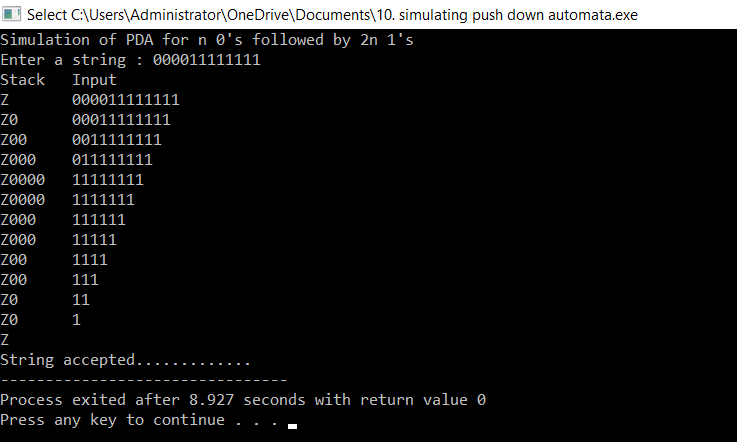 Select C:\Users\Administrator\OneDrive\Documents\10. simulating push down automata.exe
Simulation of PDA for n 0's followed by 2n 1's
Enter a string : 000011111111
Stack   Input
Z       000011111111
Z0      00011111111
Z00     0011111111
Z000    011111111
Z0000   11111111
Z0000   1111111
Z000    111111
Z000    11111
Z00     1111
Z00     111
Z0      11
Z0      1
Z
String accepted.............
--------------------------------
Process exited after 8.927 seconds with return value 0
Press any key to continue . . .